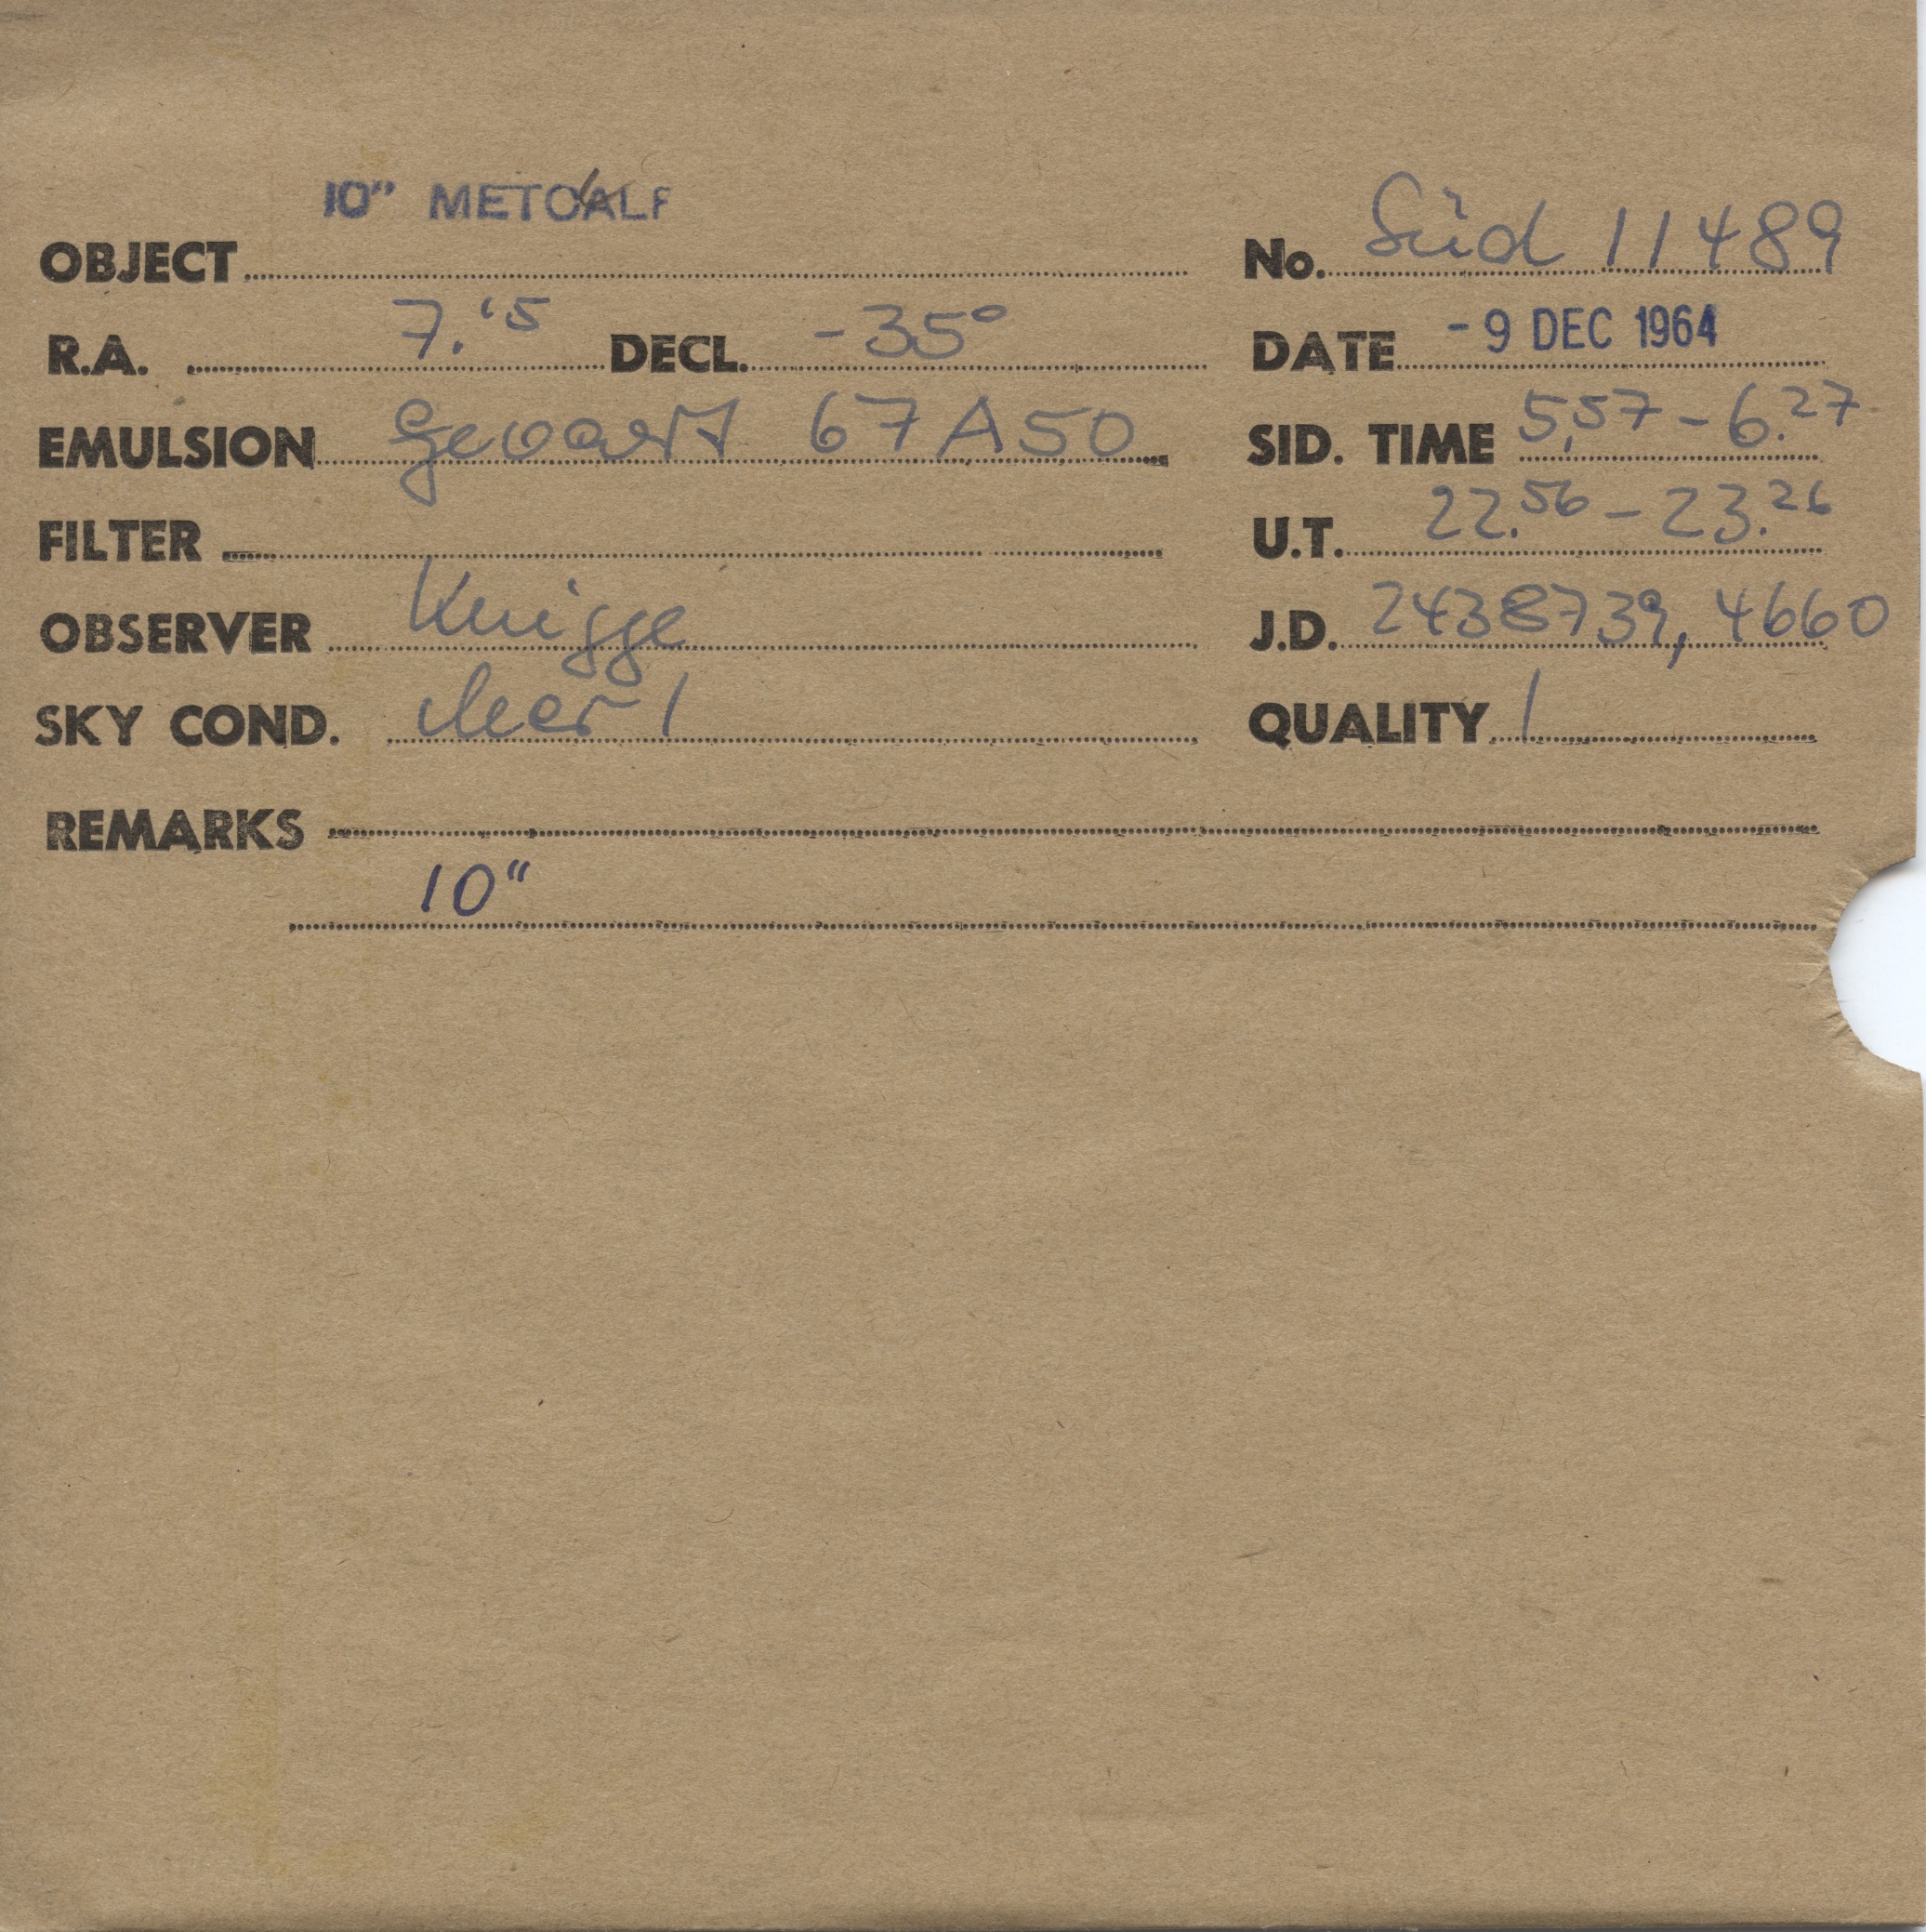 10" METCALF
OBJECT No. Süd 11489
R.A. 7.'5 DECL. -35° DATE - 9 DEC 1964
EMULSION Gevaert 67A50 SID. TIME 5,57 - 6.27
FILTER U.T. 22.56 - 23.26
OBSERVER Knigge J.D. 2438739,4660
SKY COND. clear 1 QUALITY 1
REMARKS
10"